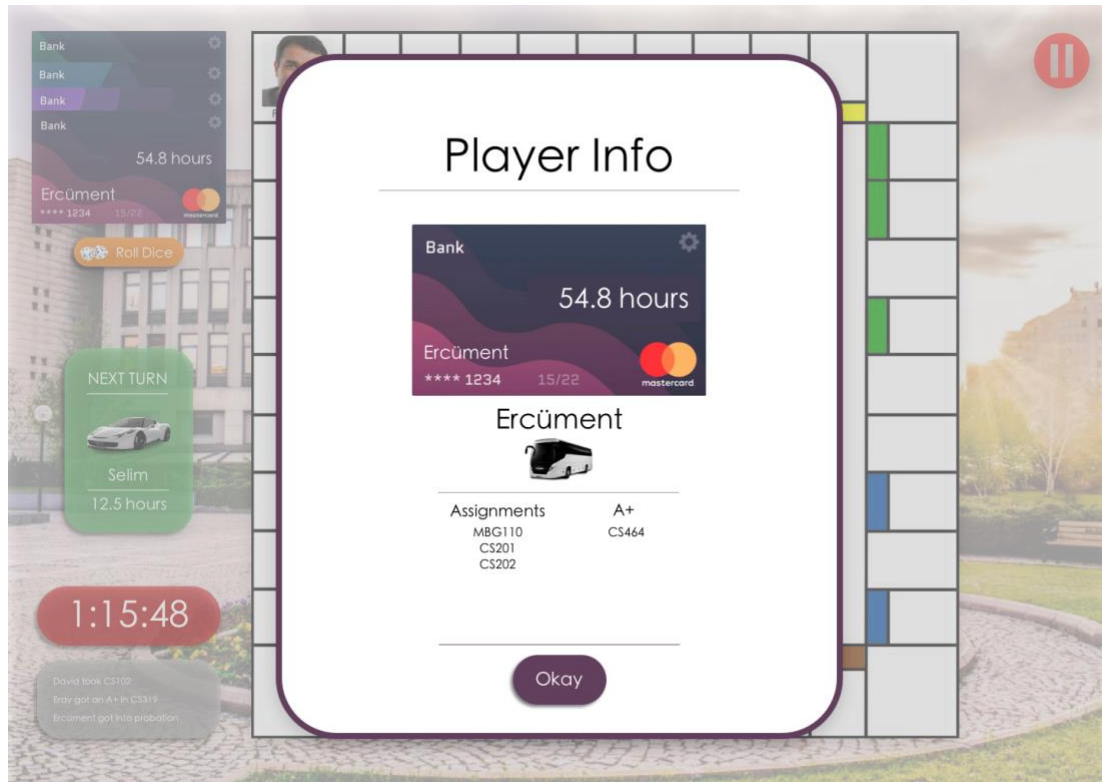 Bank
Bank
Bank
Bank
54.8 hours
Ercüment
**** 1234 15/22
mastercard
Roll Dice
NEXT TURN
Selim
12.5 hours
1:15:48
David took CS102
Eray got an A+ in CS319
Ercoment got into probation
Player Info
Bank
54.8 hours
Ercüment
**** 1234 15/22
mastercard
Ercüment
Assignments A+
MBG110 CS464
CS201
CS202
Okay